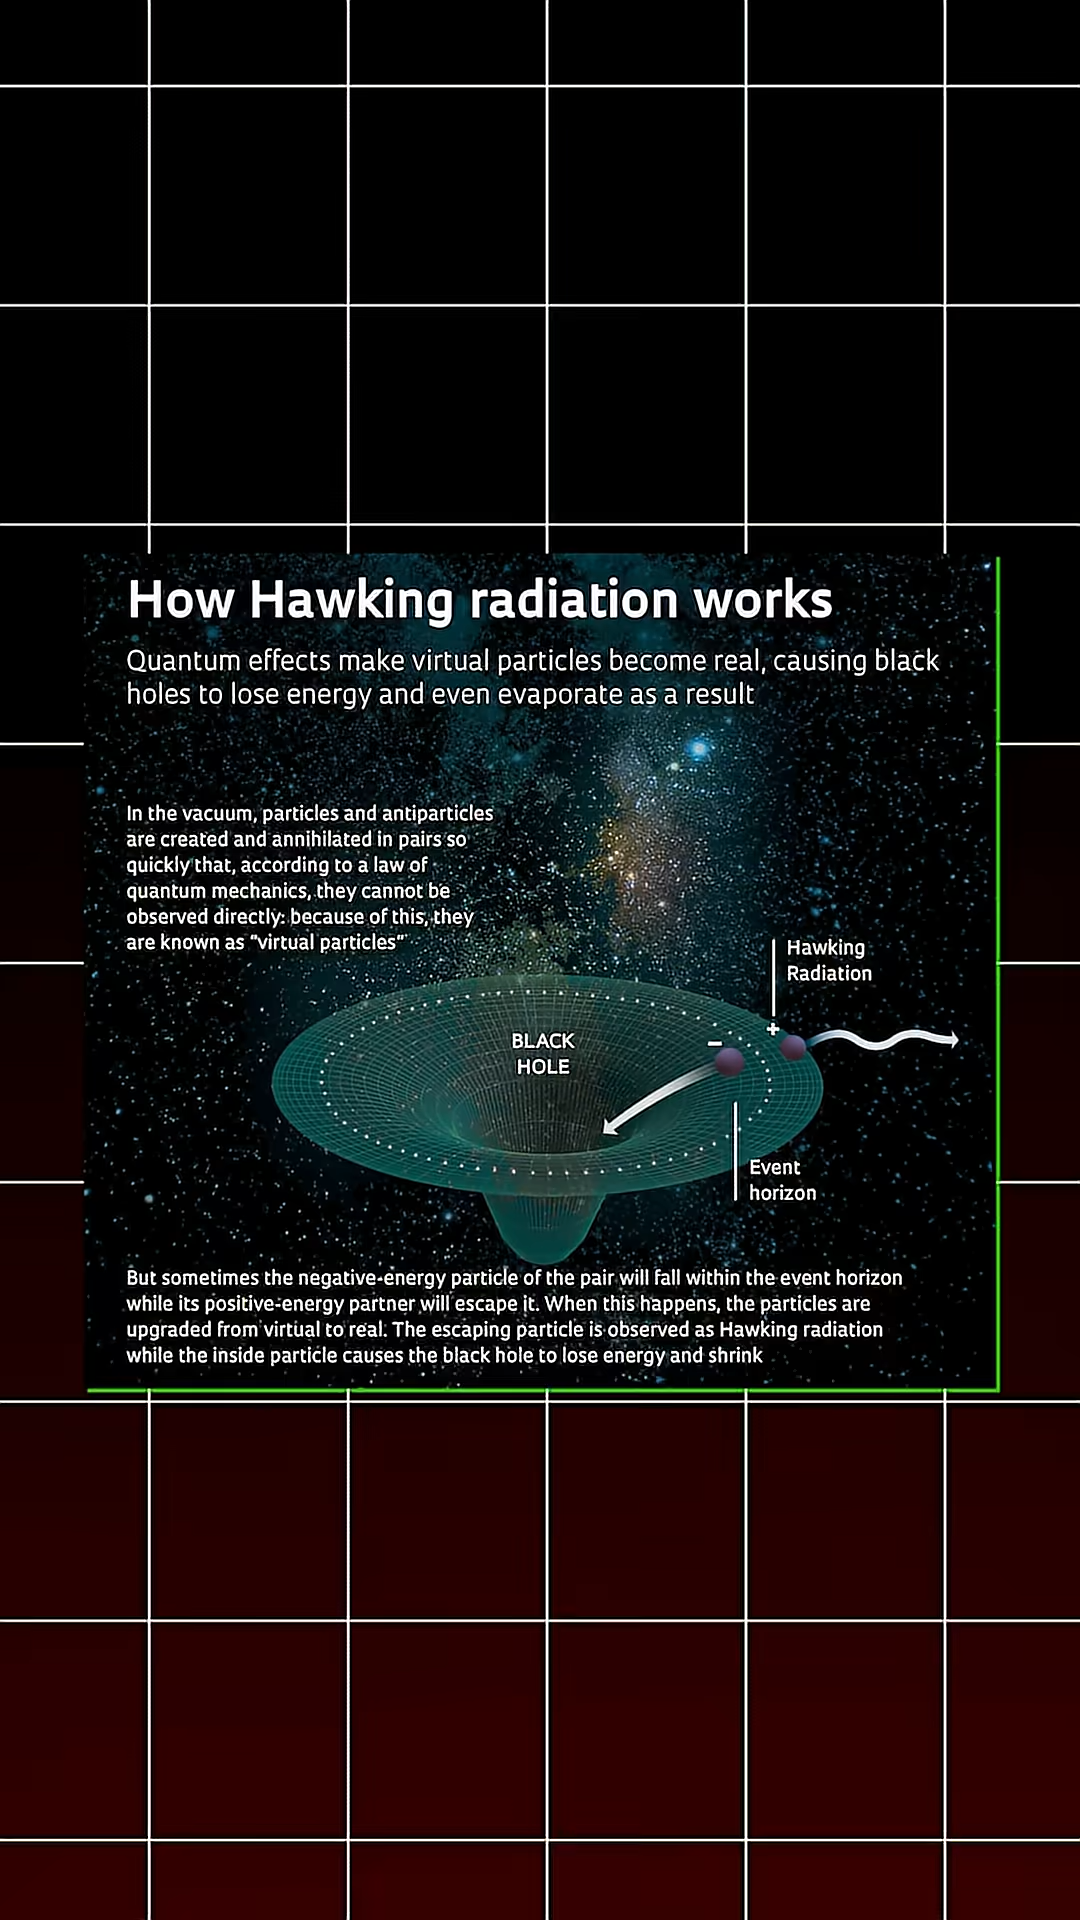 How Hawking radiation works
Quantum effects make virtual particles become real, causing black
holes to lose energy and even evaporate as a result
In the vacuum, particles and antiparticles
are created and annihilated in pairs so
quickly that, according to a law of
quantum mechanics, they cannot be
observed directly: because of this, they
are known as "virtual particles"
Hawking
Radiation
+
−
BLACK
HOLE
Event
horizon
But sometimes the negative-energy particle of the pair will fall within the event horizon
while its positive-energy partner will escape it. When this happens, the particles are
upgraded from virtual to real. The escaping particle is observed as Hawking radiation
while the inside particle causes the black hole to lose energy and shrink